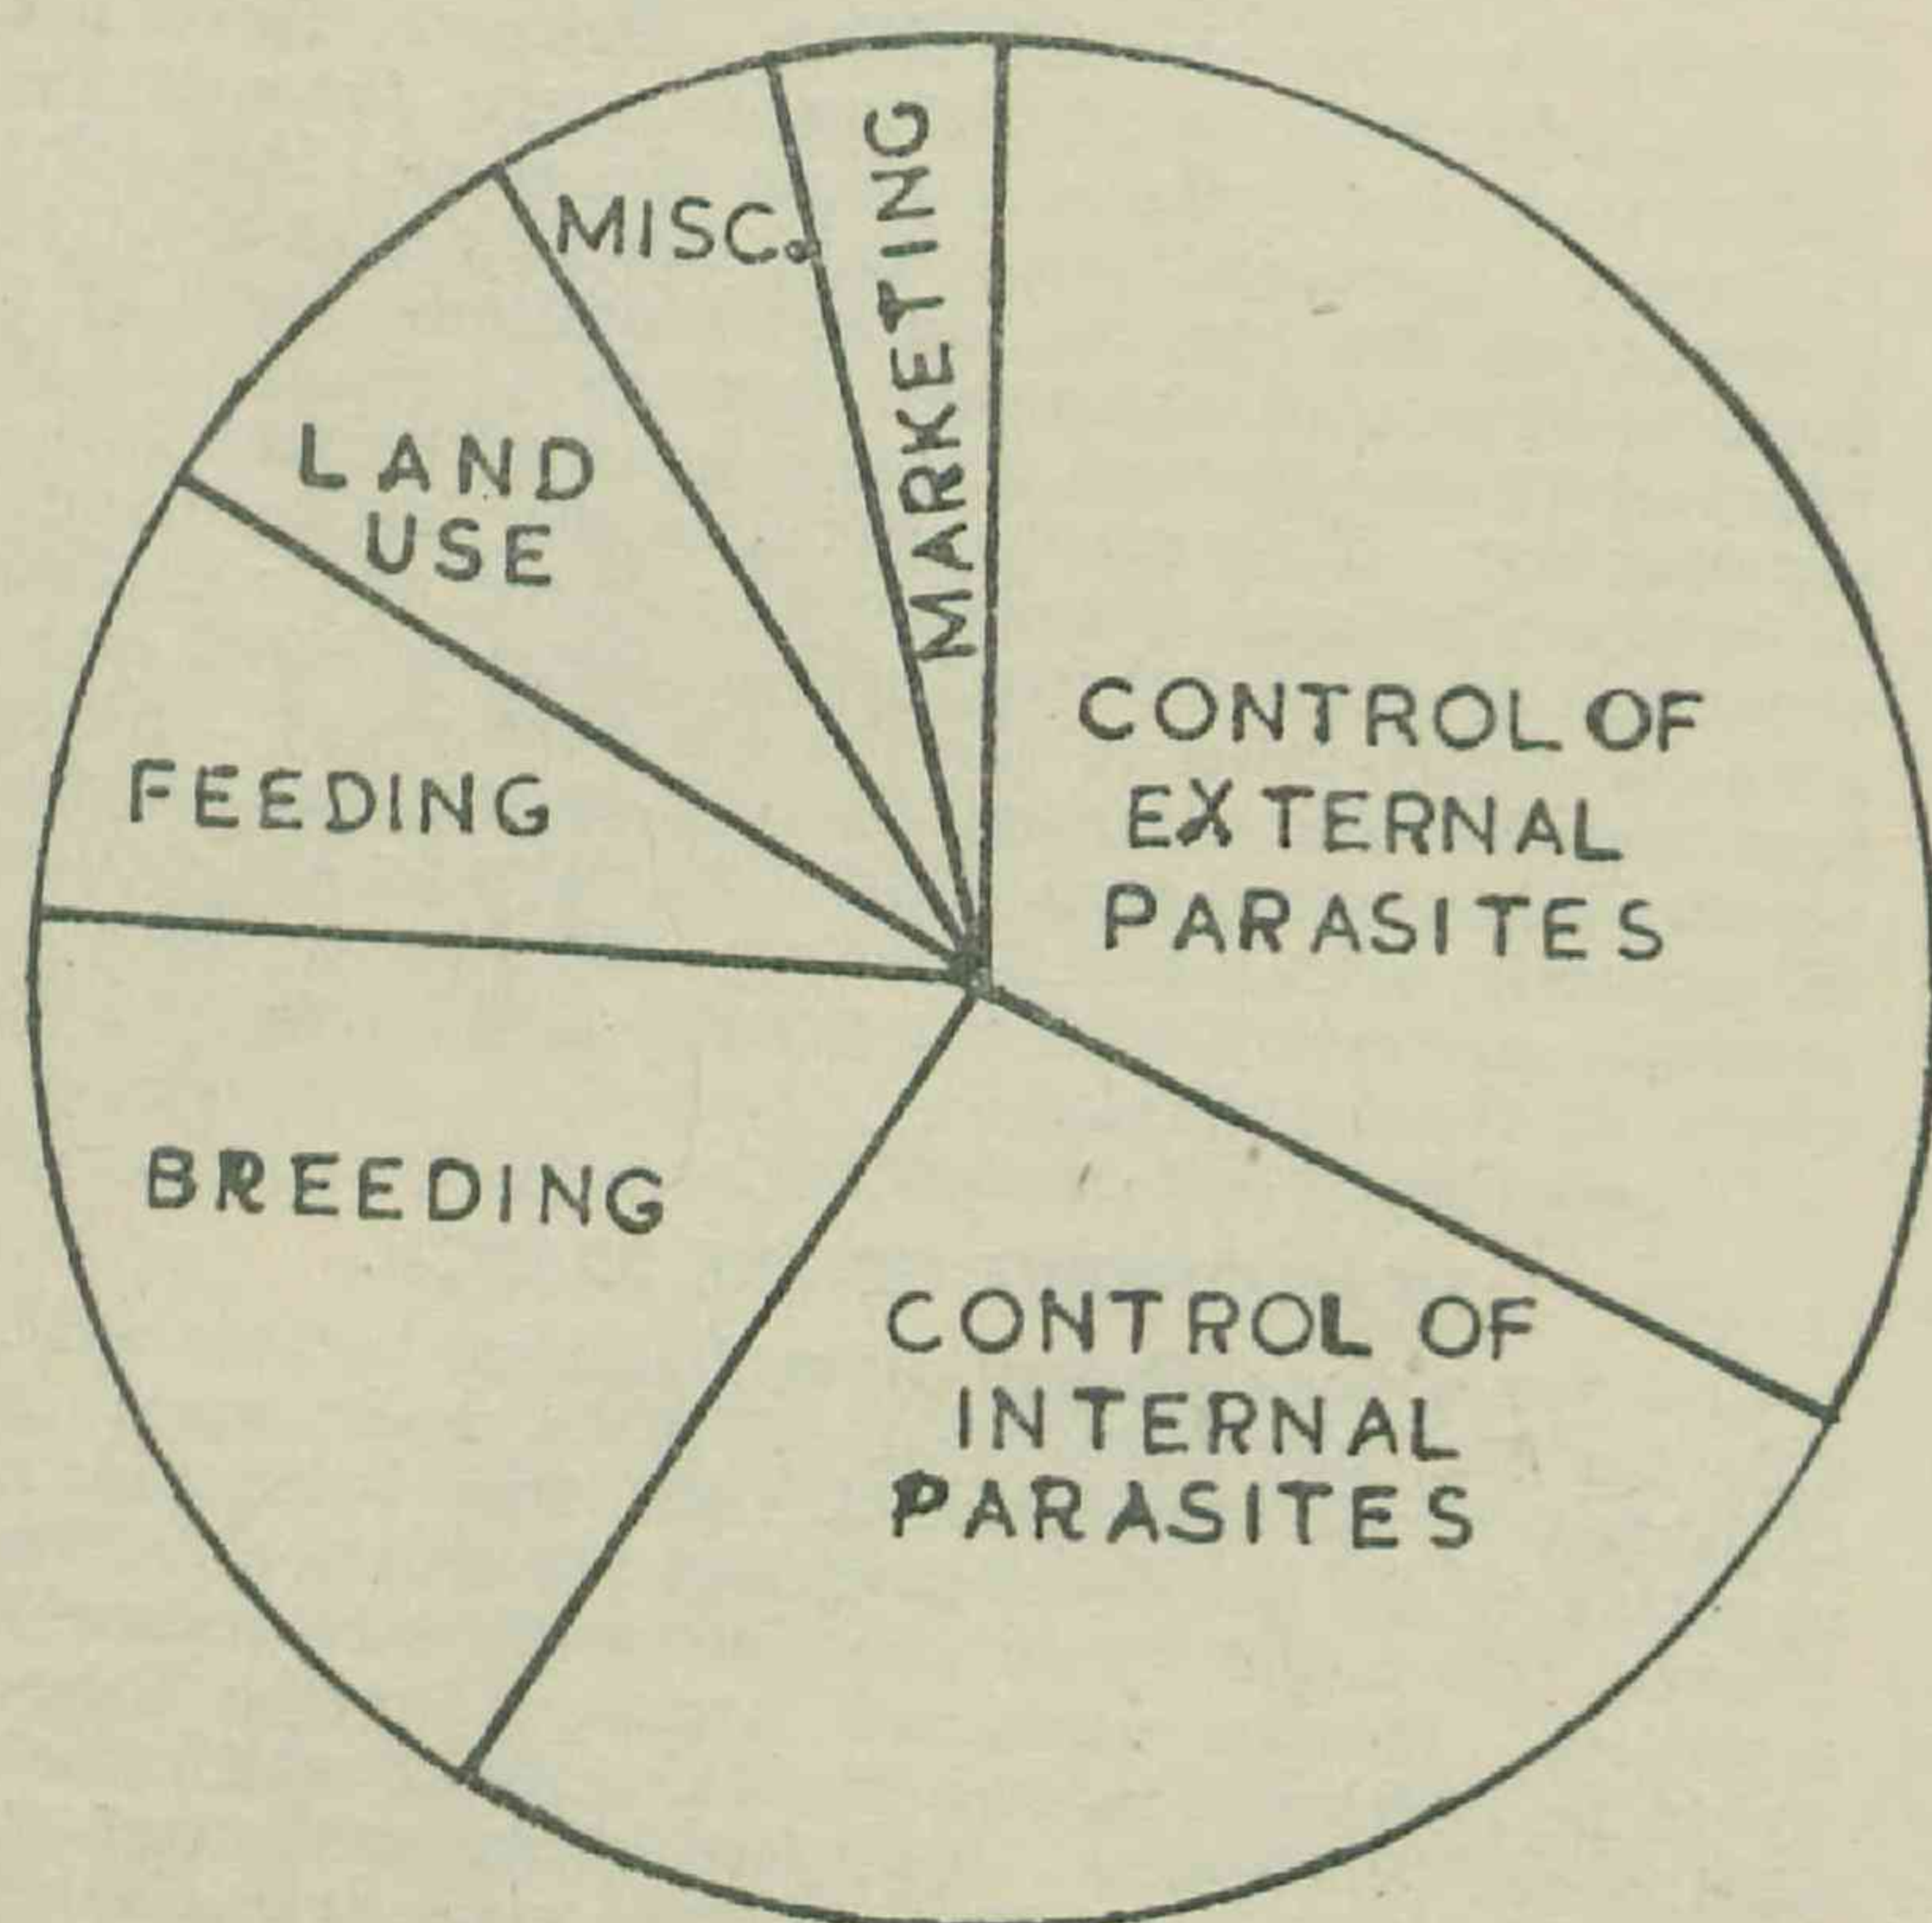 MISC.
MARKETING
LAND
USE
FEEDING
CONTROL OF
EXTERNAL
PARASITES
BREEDING
CONTROL OF
INTERNAL
PARASITES